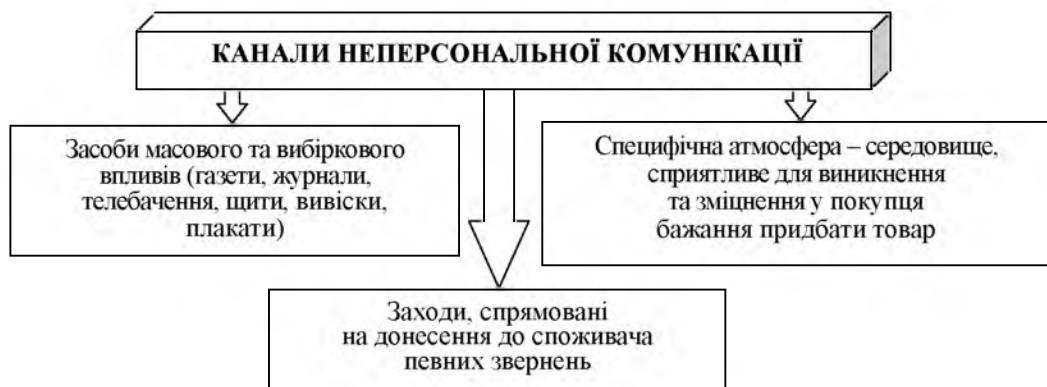 КАНАЛИ НЕПЕРСОНАЛЬНОЇ КОМУНІКАЦІЇ
Засоби масового та вибіркового
впливів (газети, журнали,
телебачення, щити, вивіски,
плакати)
Специфічна атмосфера – середовище,
сприятливе для виникнення
та зміцнення у покупця
бажання придбати товар
Заходи, спрямовані
на донесення до споживача
певних звернень